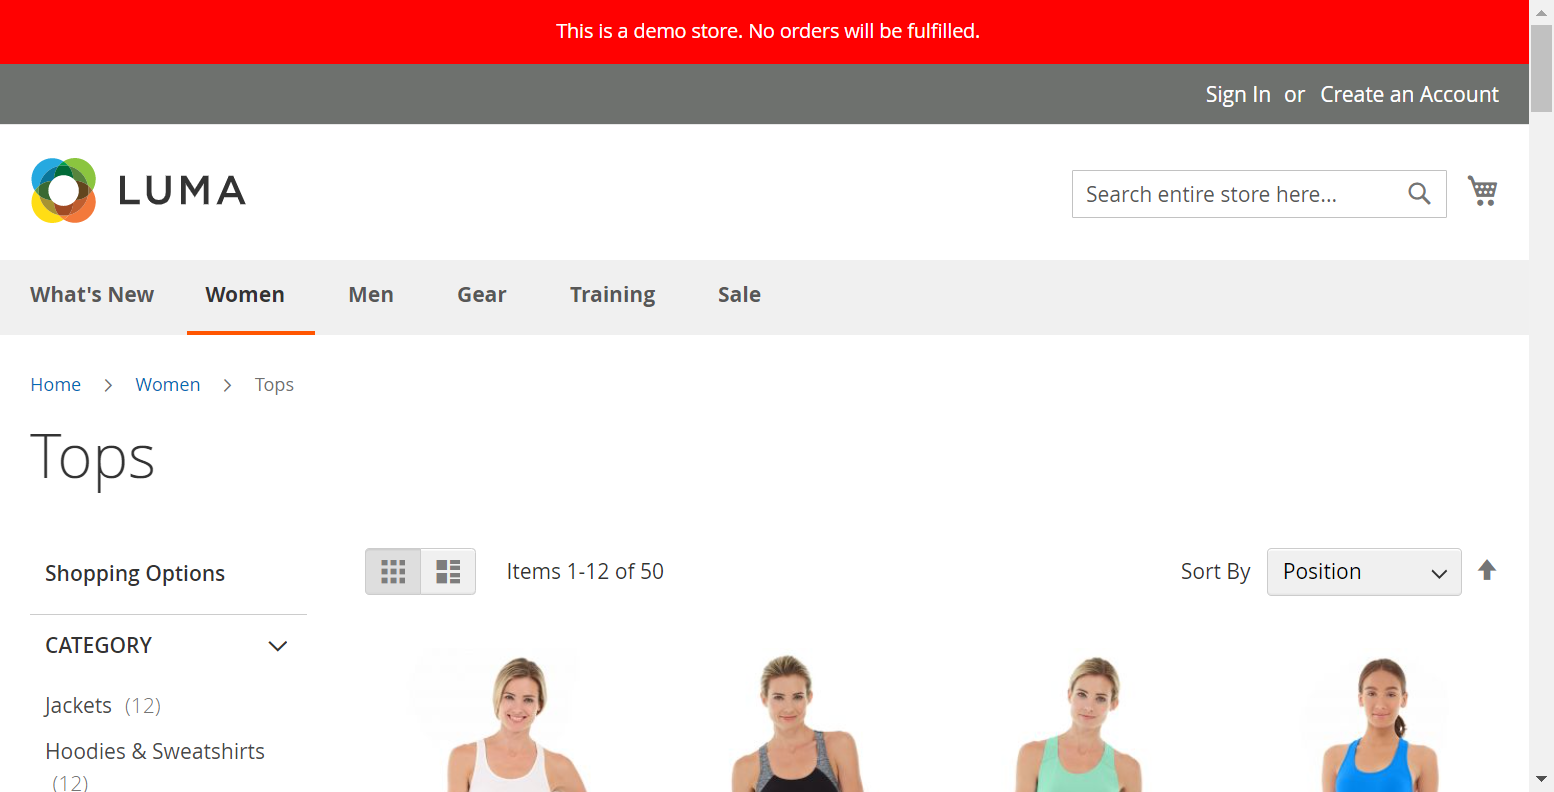 This is a demo store. No orders will be fulfilled.
Sign In or Create an Account
LUMA
Search entire store here...
What's New Women Men Gear Training Sale
Home > Women > Tops
Tops
Shopping Options
Items 1-12 of 50
Sort By Position
CATEGORY
Jackets (12)
Hoodies & Sweatshirts
(12)